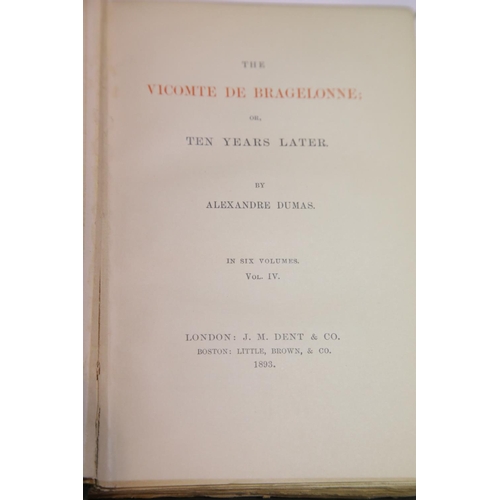 THE
VICOMTE DE BRAGELONNE;
OR,
TEN YEARS LATER.
BY
ALEXANDRE DUMAS.
IN SIX VOLUMES.
VOL. IV.
LONDON: J. M. DENT & CO.
BOSTON: LITTLE, BROWN, & CO.
1893.